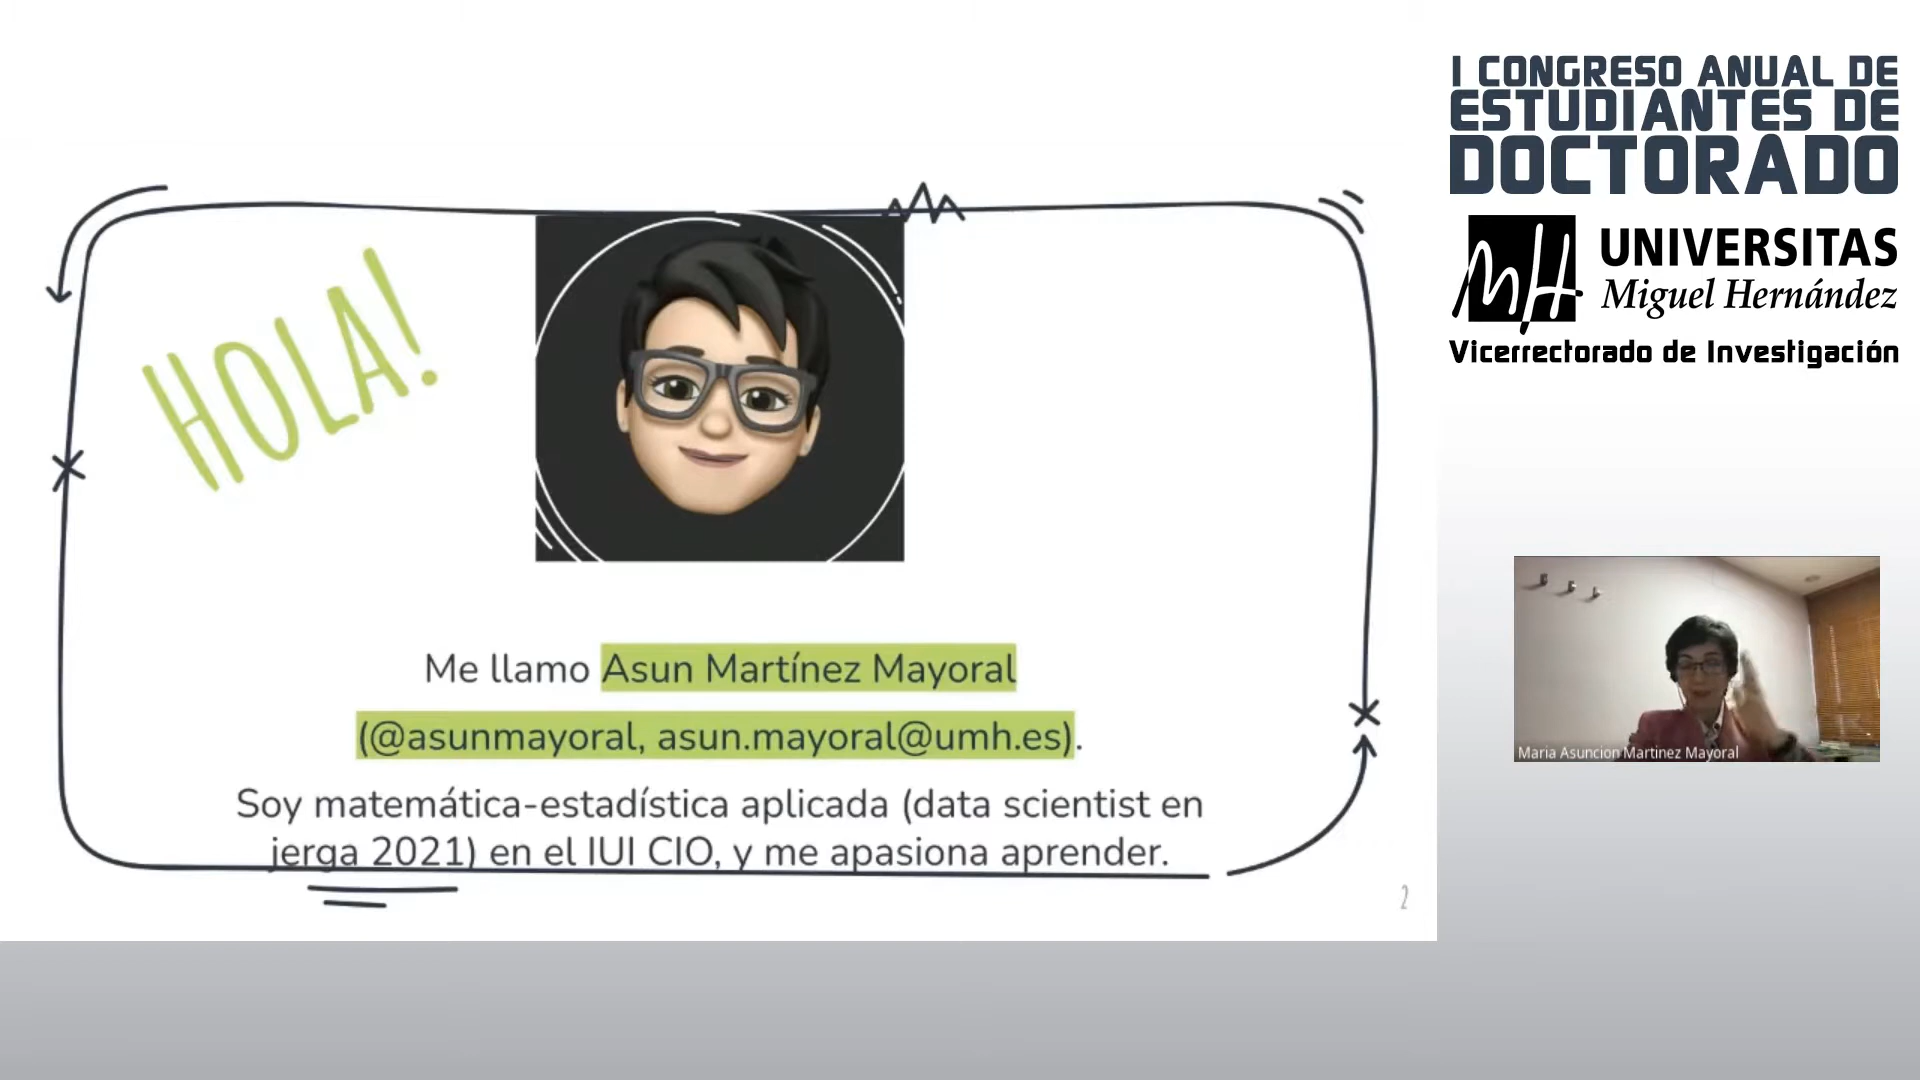 HOLA!
Me llamo Asun Martínez Mayoral
(@asunmayoral, asun.mayoral@umh.es).
Soy matemática-estadística aplicada (data scientist en
jerga 2021) en el IUI CIO, y me apasiona aprender.
2
I CONGRESO ANUAL DE
ESTUDIANTES DE
DOCTORADO
UNIVERSITAS
Miguel Hernández
Vicerrectorado de Investigación
Maria Asunción Martinez Mayoral